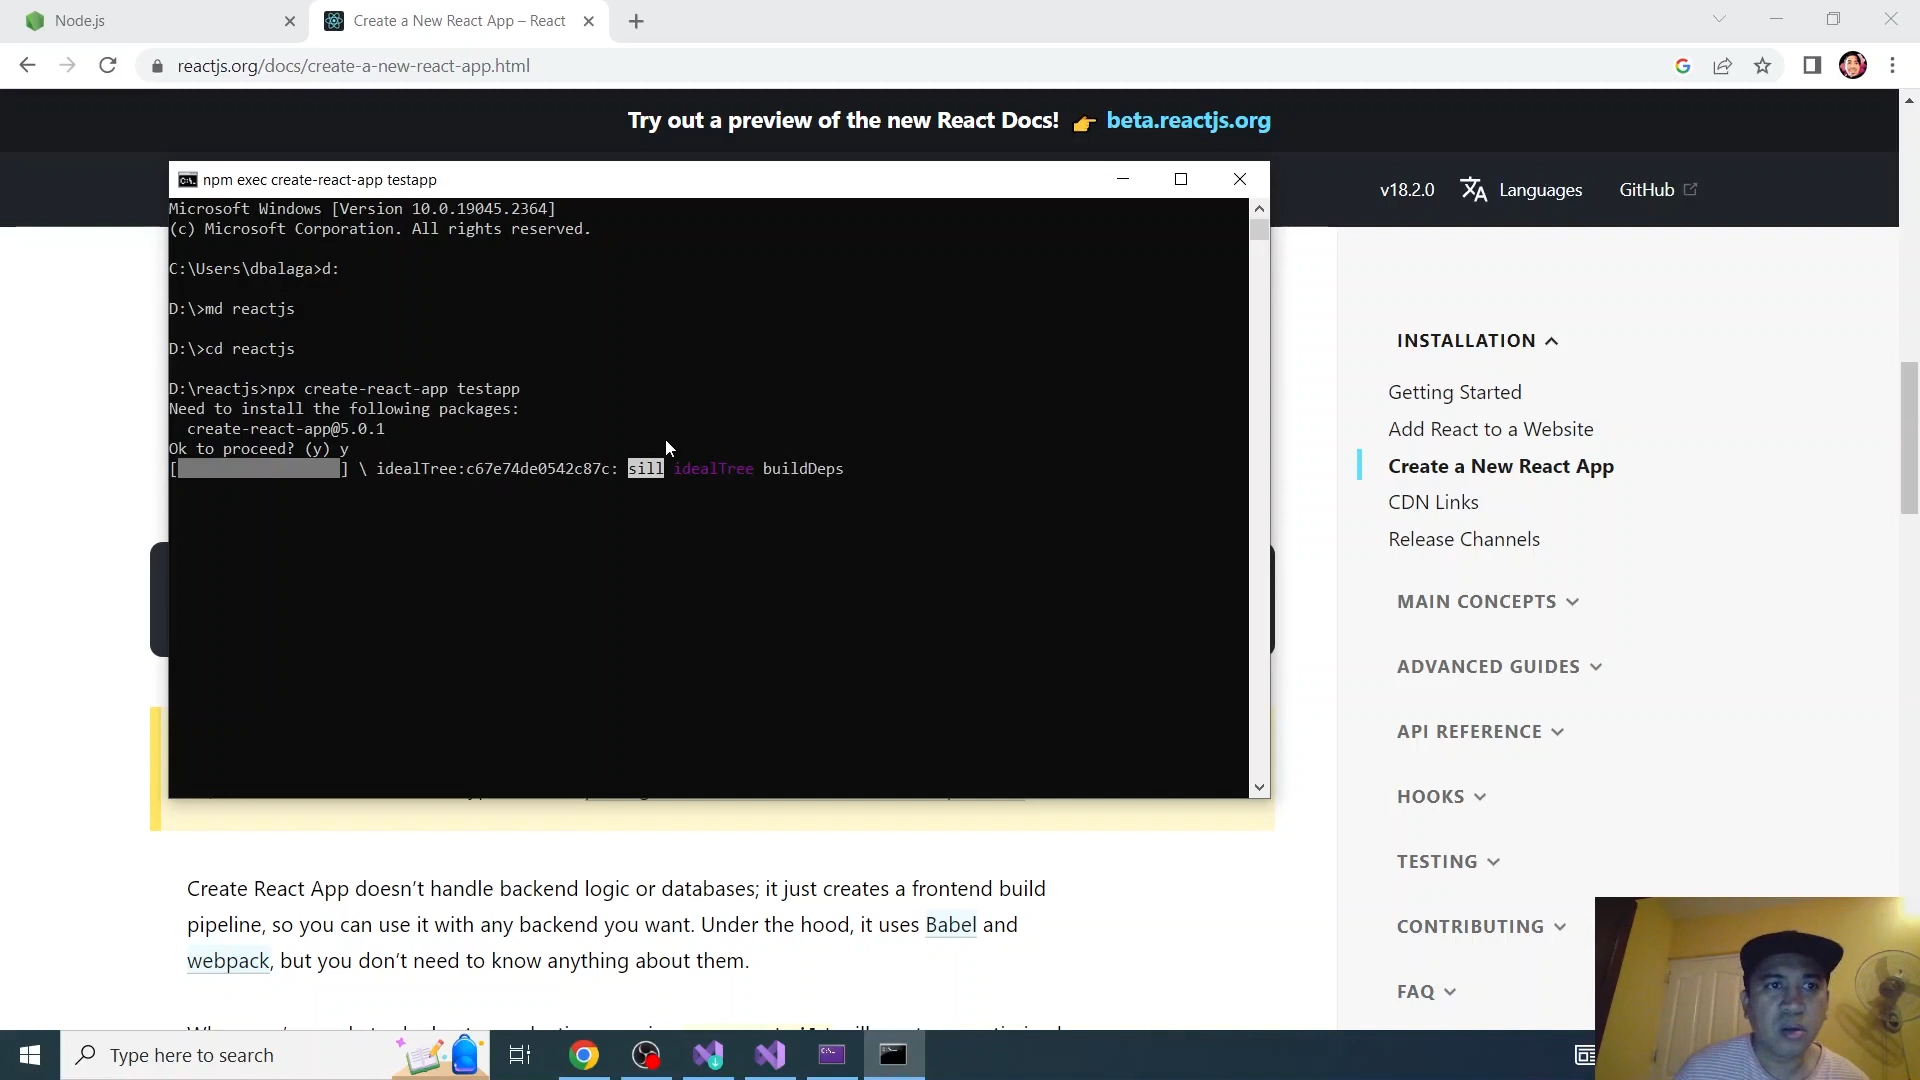 Node.js
Create a New React App – React
reactjs.org/docs/create-a-new-react-app.html
Try out a preview of the new React Docs! 👉 beta.reactjs.org
npm exec create-react-app testapp
v18.2.0
Languages
GitHub
Microsoft Windows [Version 10.0.19045.2364]
(c) Microsoft Corporation. All rights reserved.
C:\Users\dbalaga>d:
D:\>md reactjs
D:\>cd reactjs
D:\reactjs>npx create-react-app testapp
Need to install the following packages:
create-react-app@5.0.1
Ok to proceed? (y) y
[                  ] \ idealTree:c67e74de0542c87c: sill idealTree buildDeps
INSTALLATION
Getting Started
Add React to a Website
Create a New React App
CDN Links
Release Channels
MAIN CONCEPTS
ADVANCED GUIDES
API REFERENCE
HOOKS
TESTING
CONTRIBUTING
FAQ
Create React App doesn’t handle backend logic or databases; it just creates a frontend build
pipeline, so you can use it with any backend you want. Under the hood, it uses Babel and
webpack, but you don’t need to know anything about them.
Type here to search